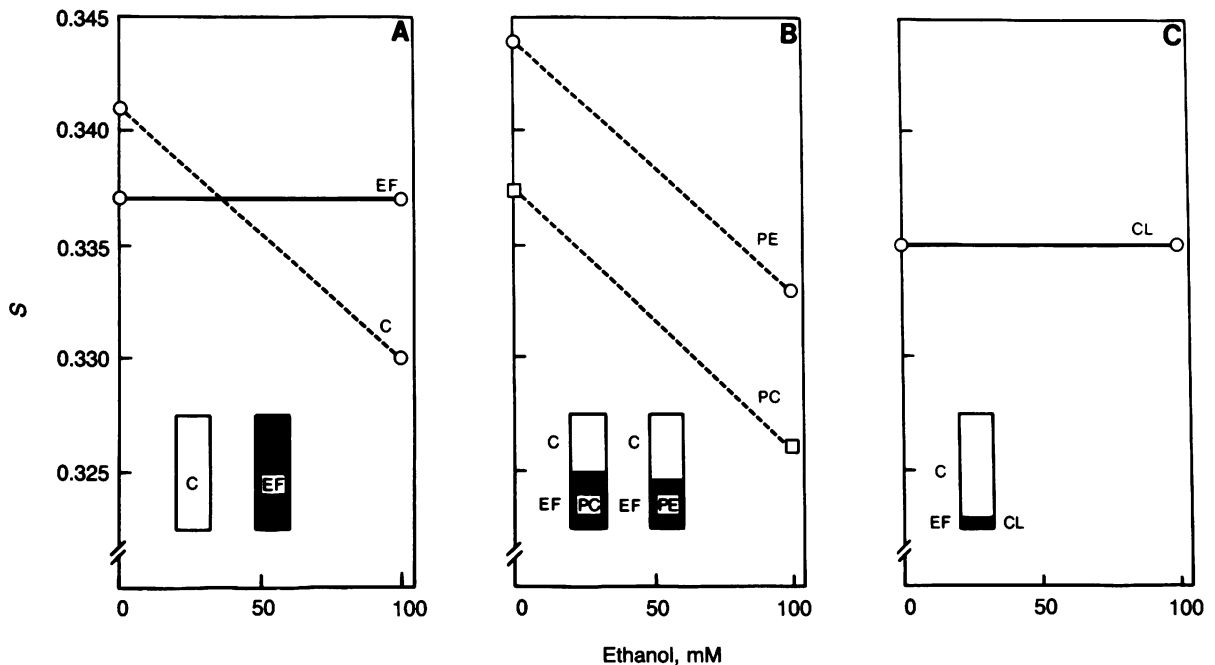 A
B
C
0.345
0.340
0.335
0.330
0.325
S
EF
C
C
EF
PE
PC
C
C
EF
PC
EF
PE
CL
C
EF
CL
0
50
100
0
50
100
0
50
100
Ethanol, mM